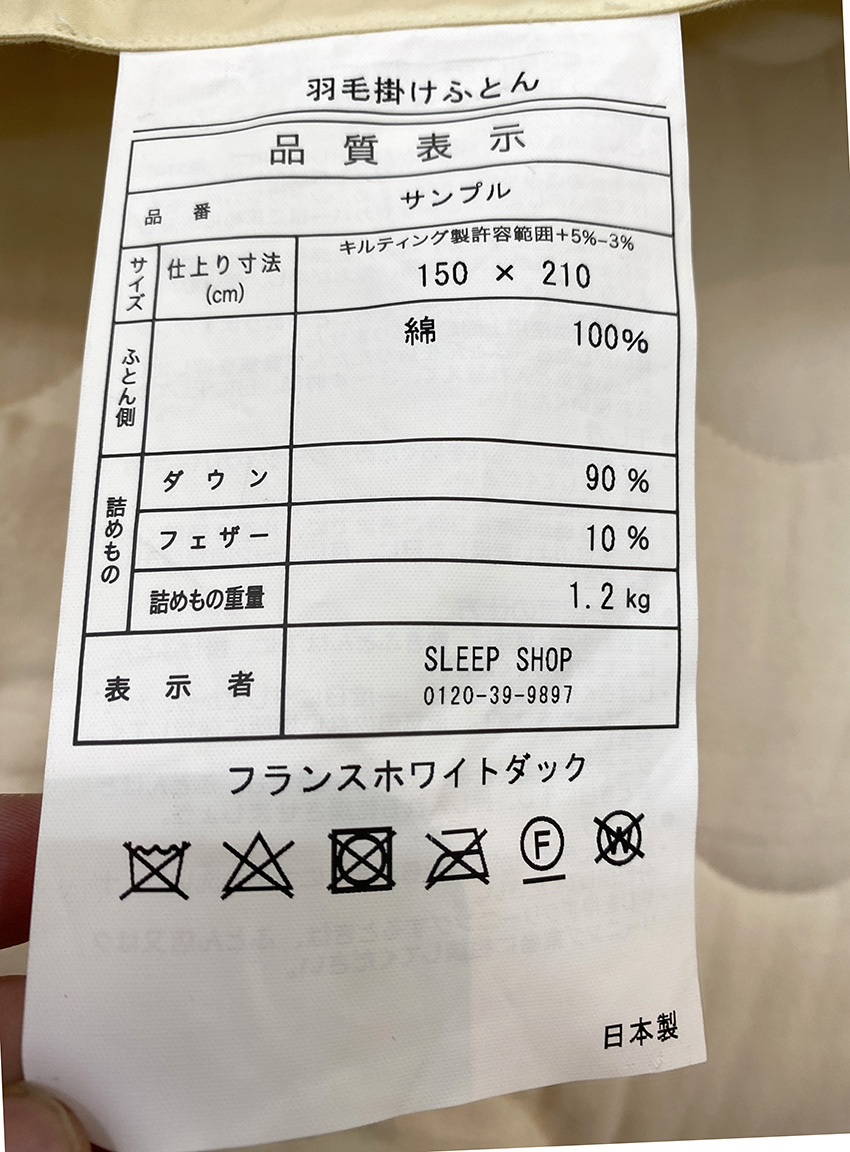 羽毛掛けふとん
品質表示
品番 サンプル
サイズ 仕上り寸法 (cm) キルティング製許容範囲+5%-3%
150 × 210
ふとん側 綿 100%
詰めもの ダウン 90 %
フェザー 10 %
詰めもの重量 1.2 kg
表示者 SLEEP SHOP
0120-39-9897
フランスホワイトダック
F W
日本製